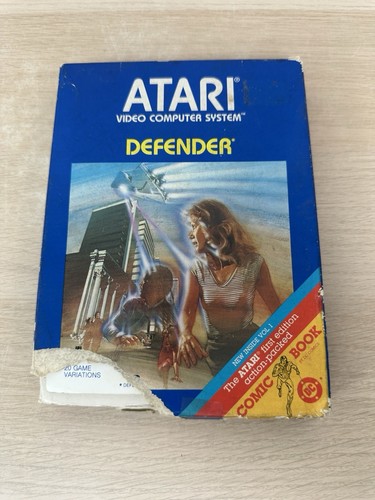 ATARI®
VIDEO COMPUTER SYSTEM™
DEFENDER*
NEW INSIDE VOL 1
The ATARI® first edition
action-packed
COMIC BOOK
DC
20 GAME
VARIATIONS